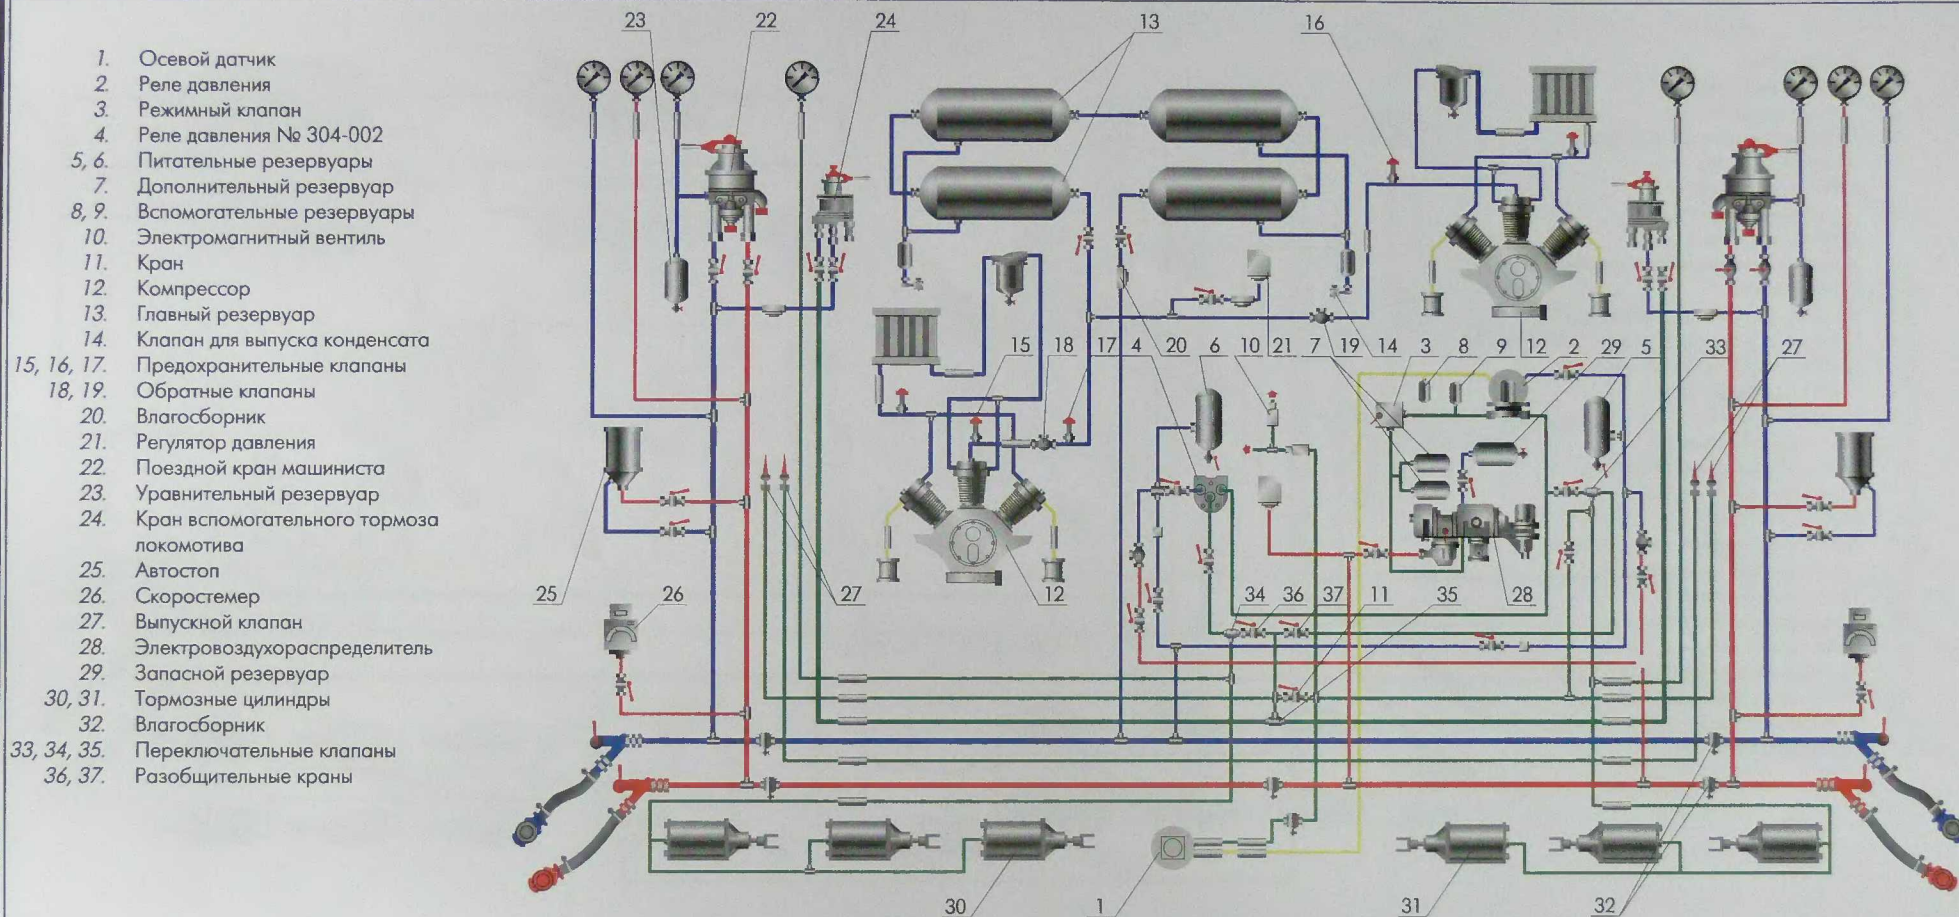 1. Осевой датчик
2. Реле давления
3. Режимный клапан
4. Реле давления № 304-002
5, 6. Питательные резервуары
7. Дополнительный резервуар
8, 9. Вспомогательные резервуары
10. Электромагнитный вентиль
11. Кран
12. Компрессор
13. Главный резервуар
14. Клапан для выпуска конденсата
15, 16, 17. Предохранительные клапаны
18, 19. Обратные клапаны
20. Влагосборник
21. Регулятор давления
22. Поездной кран машиниста
23. Уравнительный резервуар
24. Кран вспомогательного тормоза
локомотива
25. Автостоп
26. Скоростемер
27. Выпускной клапан
28. Электровоздухораспределитель
29. Запасной резервуар
30, 31. Тормозные цилиндры
32. Влагосборник
33, 34, 35. Переключательные клапаны
36, 37. Разобщительные краны
23 22 24 13 16
15 18 17 4 20 6 10 21 7 19 14 3 8 9 12 2 29 5 33 27
25 26 27 12 34 36 37 11 35 28
30 1 31 32